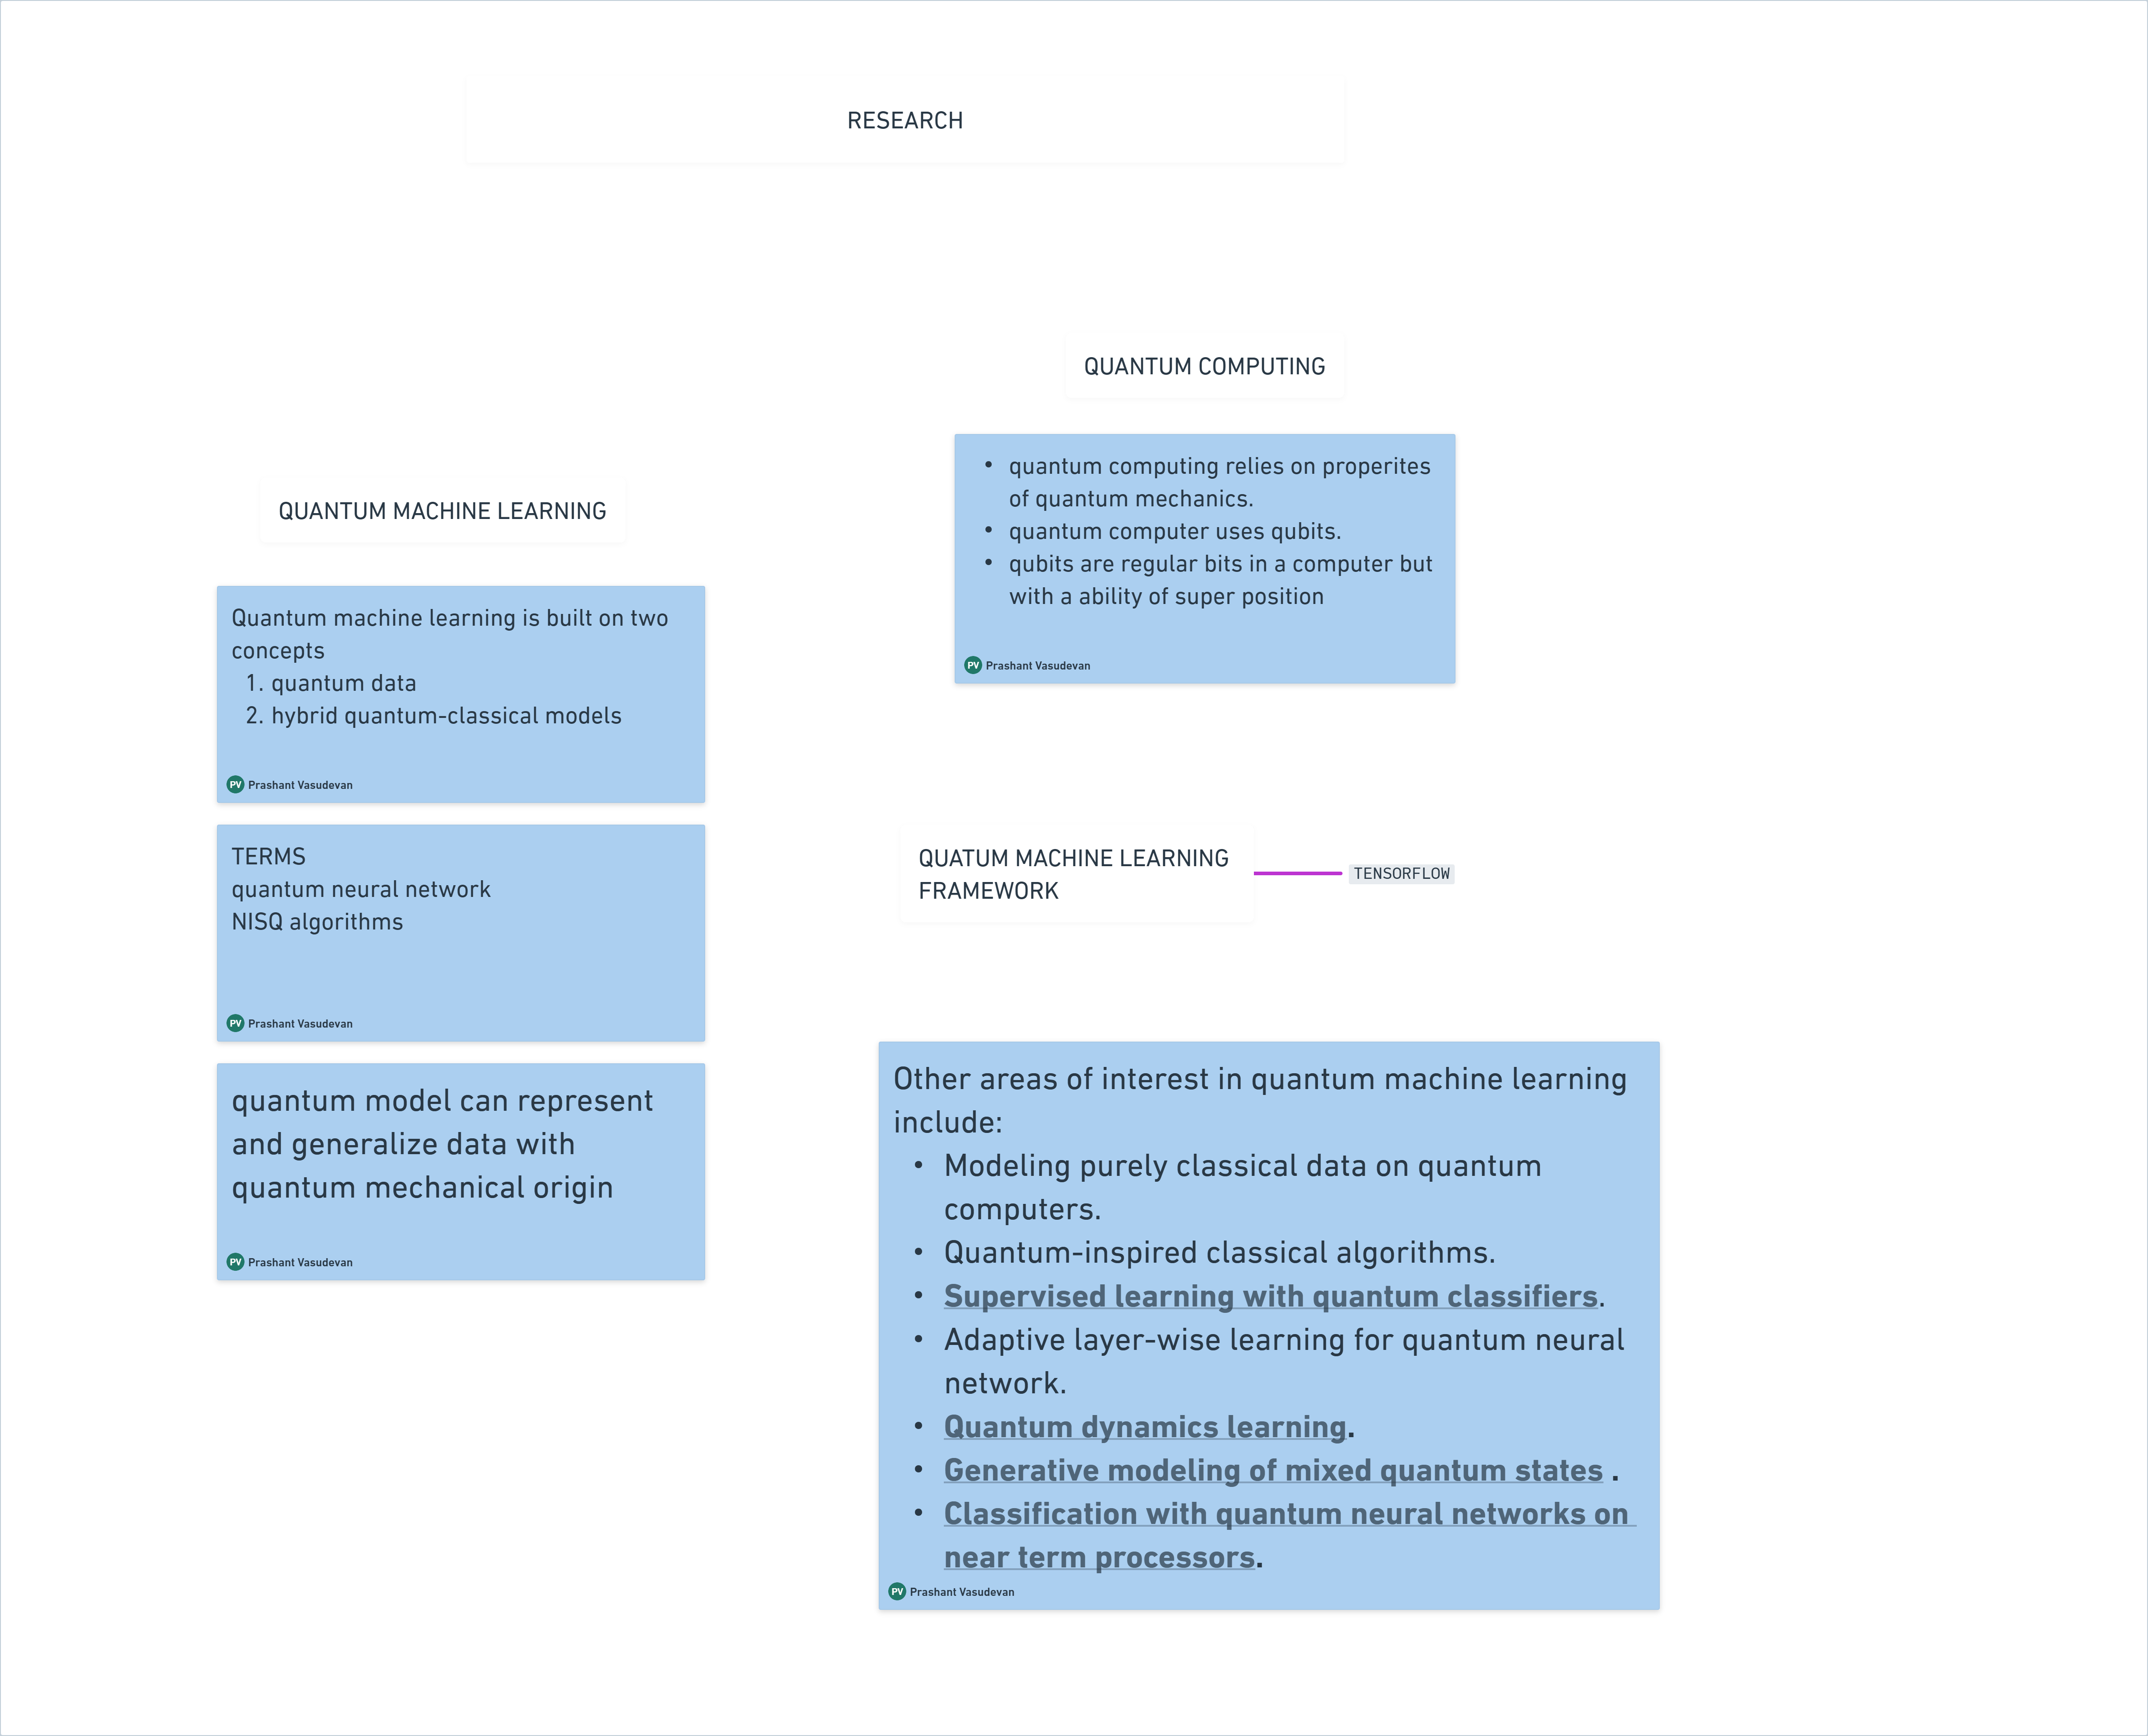 RESEARCH
QUANTUM COMPUTING
• quantum computing relies on properites
of quantum mechanics.
• quantum computer uses qubits.
• qubits are regular bits in a computer but
with a ability of super position
PV Prashant Vasudevan
QUANTUM MACHINE LEARNING
Quantum machine learning is built on two
concepts
1. quantum data
2. hybrid quantum-classical models
PV Prashant Vasudevan
TERMS
quantum neural network
NISQ algorithms
PV Prashant Vasudevan
quantum model can represent
and generalize data with
quantum mechanical origin
PV Prashant Vasudevan
QUATUM MACHINE LEARNING
FRAMEWORK
TENSORFLOW
Other areas of interest in quantum machine learning
include:
• Modeling purely classical data on quantum
computers.
• Quantum-inspired classical algorithms.
• Supervised learning with quantum classifiers.
• Adaptive layer-wise learning for quantum neural
network.
• Quantum dynamics learning.
• Generative modeling of mixed quantum states .
• Classification with quantum neural networks on
near term processors.
PV Prashant Vasudevan